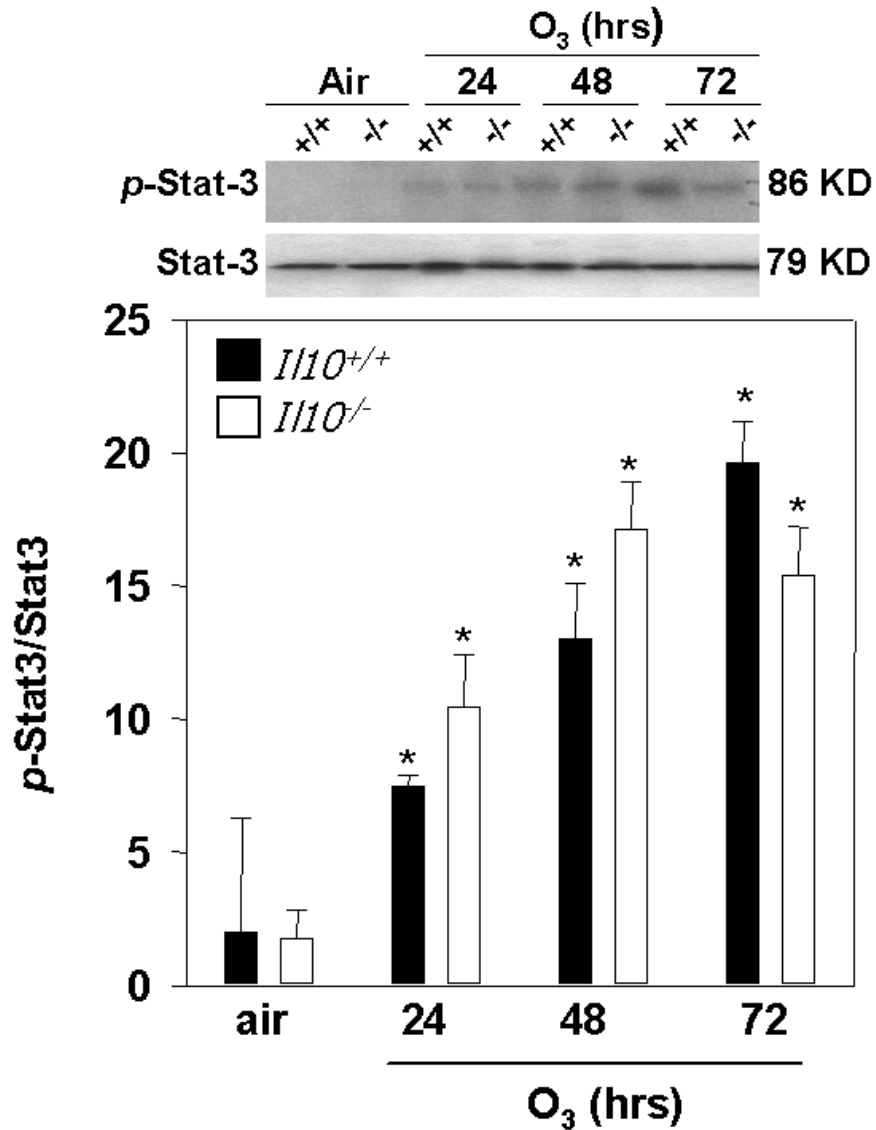 O₃ (hrs)
Air 24 48 72
+/+ -/- +/+ -/- +/+ -/- +/+ -/-
p-Stat-3 86 KD
Stat-3 79 KD
25
Il10+/+
Il10-/-
* *
20
* *
15
* *
10
*
5
0
p-Stat3/Stat3
air 24 48 72
O₃ (hrs)